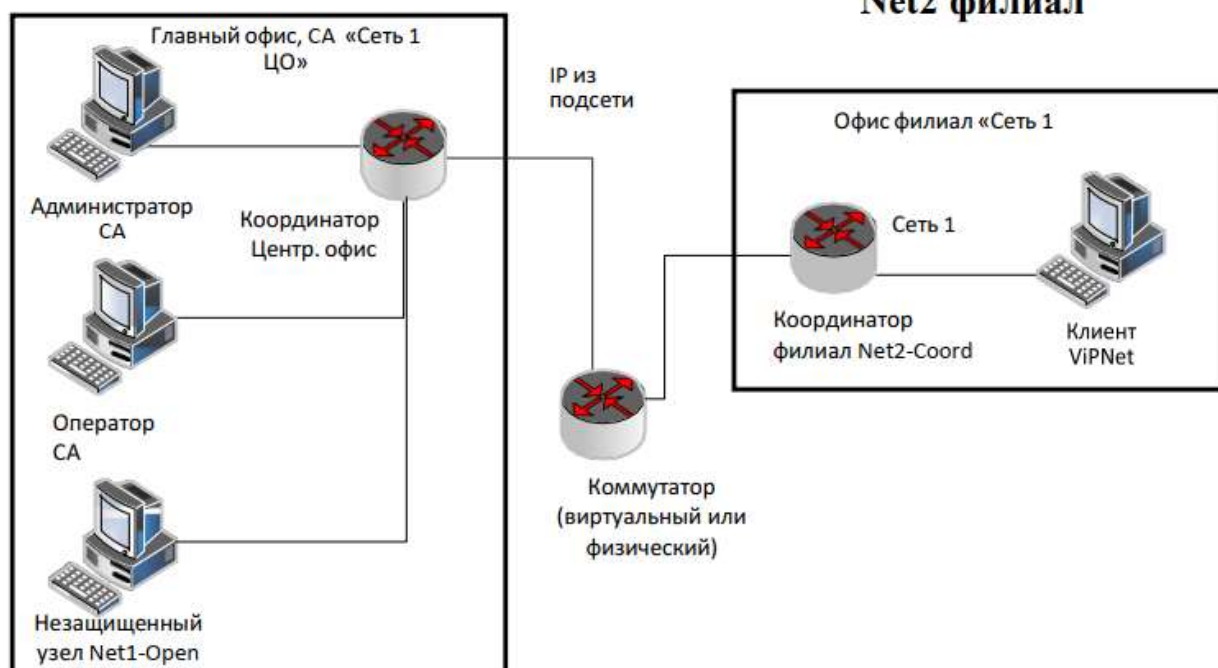 Net2 филиал
Главный офис, СА «Сеть 1
ЦО»
IP из
подсети
Офис филиал «Сеть 1
Администратор
СА
Координатор
Центр. офис
Сеть 1
Координатор
филиал Net2-Coord
Клиент
ViPNet
Оператор
СА
Коммутатор
(виртуальный или
физический)
Незащищенный
узел Net1-Open